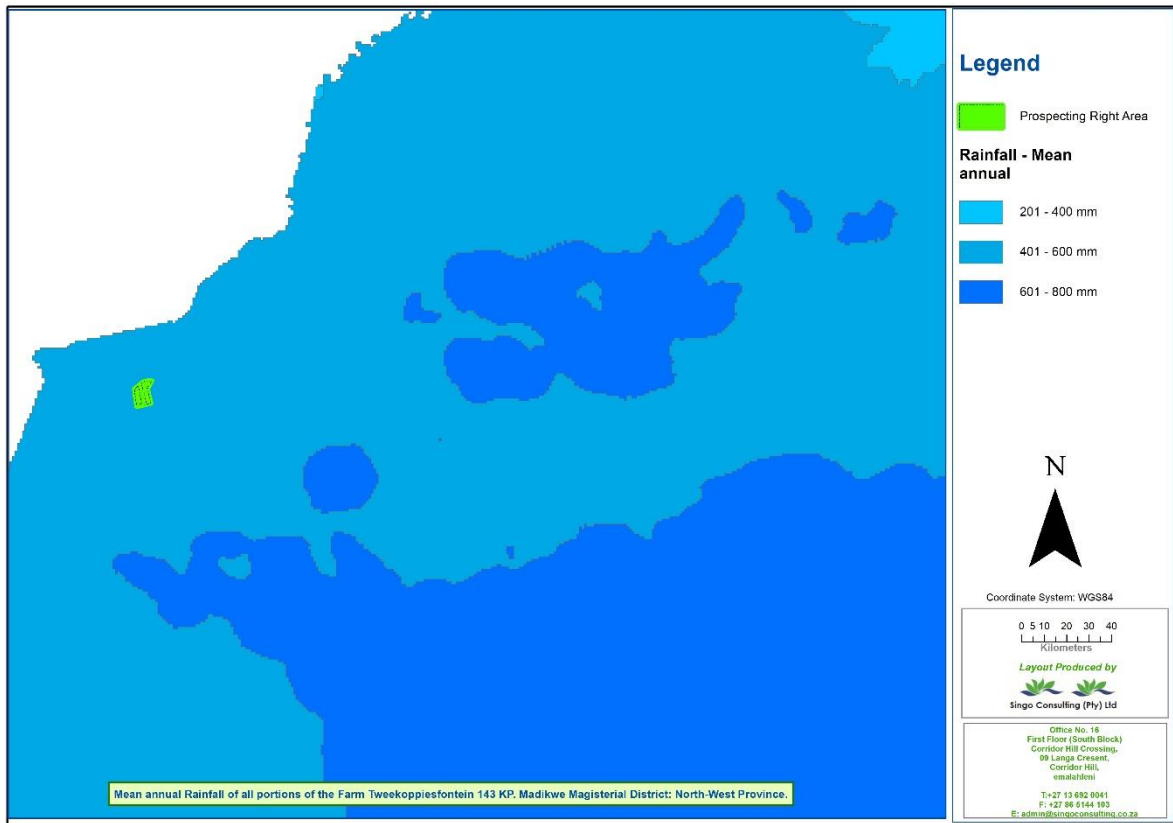 Legend
Prospecting Right Area
Rainfall - Mean
annual
201 - 400 mm
401 - 600 mm
601 - 800 mm
N
Coordinate System: WGS84
0 5 10 20 30 40
Kilometers
Layout Produced by
Singo Consulting (Pty) Ltd
Office No. 16
First Floor (South Block)
Corridor Hill Crossing,
09 Langa Cresent,
Corridor Hill,
emalahleni
T:+27 13 692 0041
F: +27 86 5144 103
E: admin@singoconsulting.co.za
Mean annual Rainfall of all portions of the Farm Tweekoppiesfontein 143 KP. Madikwe Magisterial District: North-West Province.